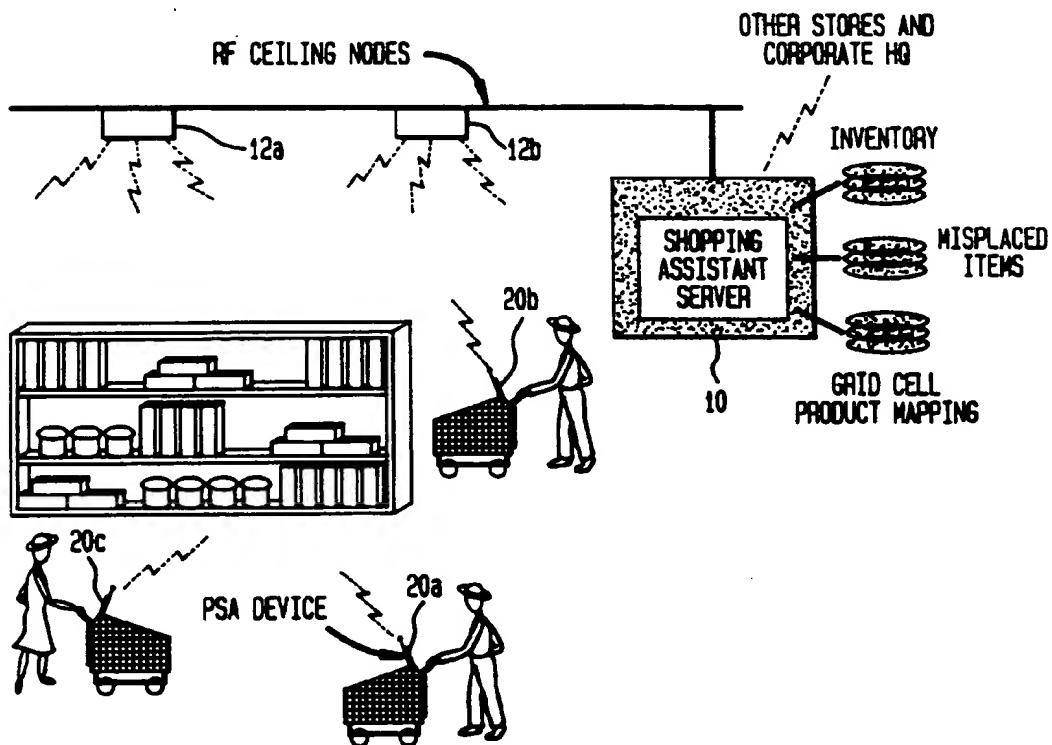 OTHER STORES AND
CORPORATE HQ
RF CEILING NODES
12a
12b
INVENTORY
SHOPPING
ASSISTANT
SERVER
MISPLACED
ITEMS
10
GRID CELL
PRODUCT MAPPING
20b
20c
20a
PSA DEVICE